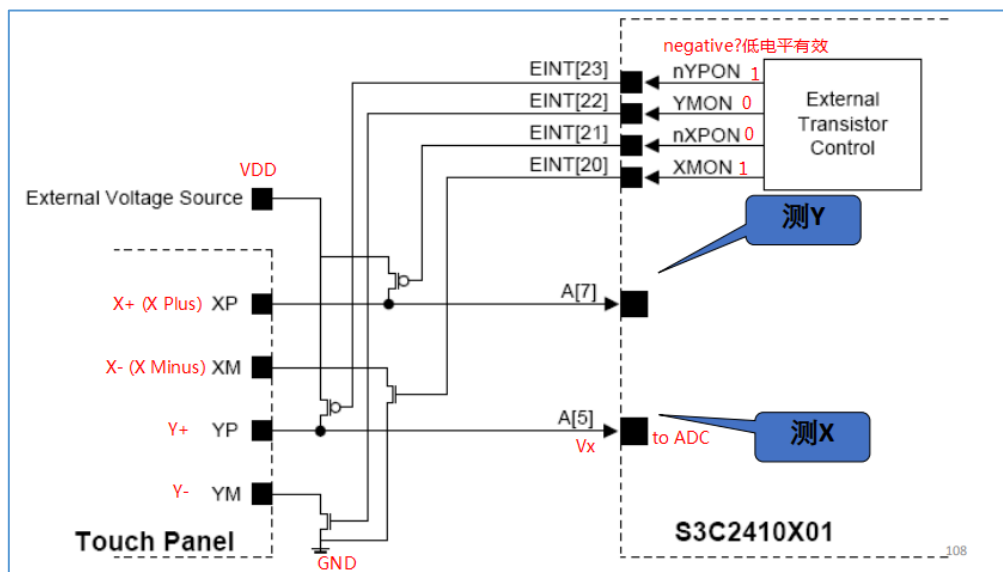 negative?低电平有效
EINT[23] nYPON 1
EINT[22] YMON 0
EINT[21] nXPON 0
EINT[20] XMON 1
External
Transistor
Control
VDD
External Voltage Source
测Y
X+ (X Plus) XP
A[7]
X- (X Minus) XM
Y+ YP
A[5]
Vx
to ADC
测X
Y- YM
Touch Panel
GND
S3C2410X01
108